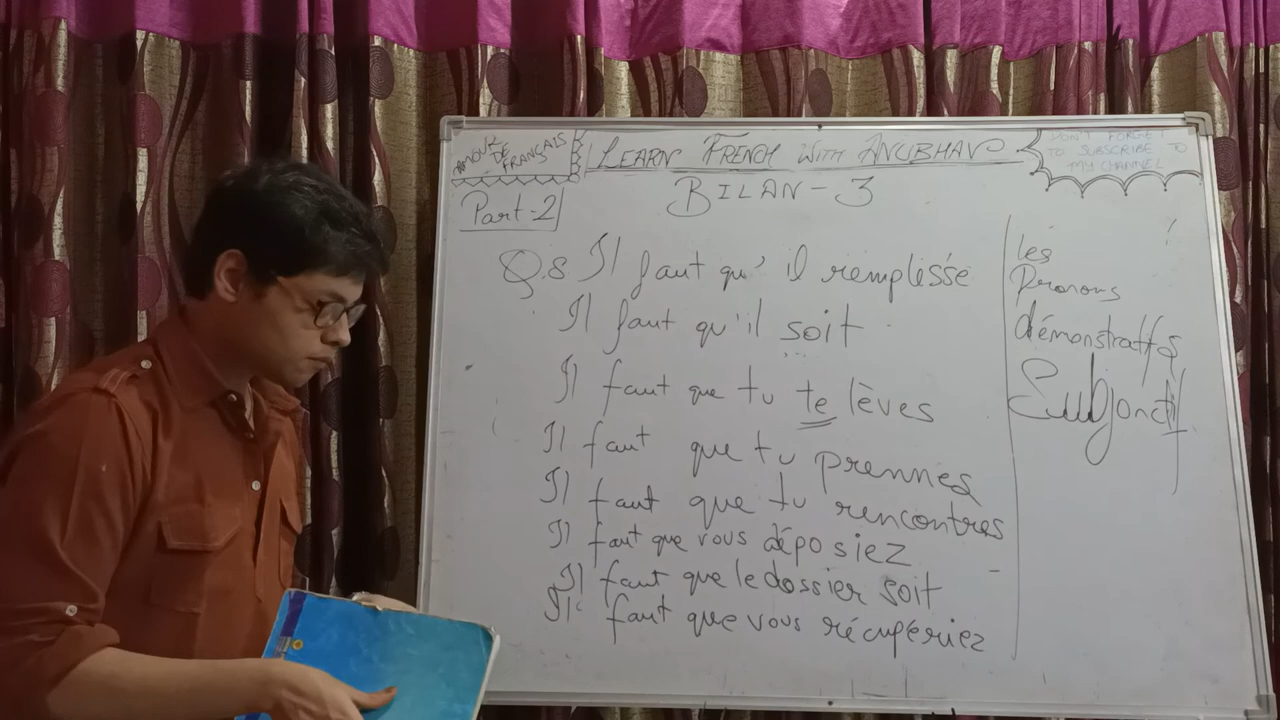 AMOUR
DE
FRANÇAIS
LEARN FRENCH WITH ANUBHAV
DON'T FORGET
TO SUBSCRIBE TO
MY CHANNEL
BILAN - 3
Part-2
Q.8 Il faut qu'il remplisse
Il faut qu'il soit
Il faut que tu te lèves
Il faut que tu prennes
Il faut que tu rencontres
Il faut que vous déposiez
Il faut que le dossier soit
Il faut que vous récupériez
les
Pronoms
démonstratifs
Subjonctif